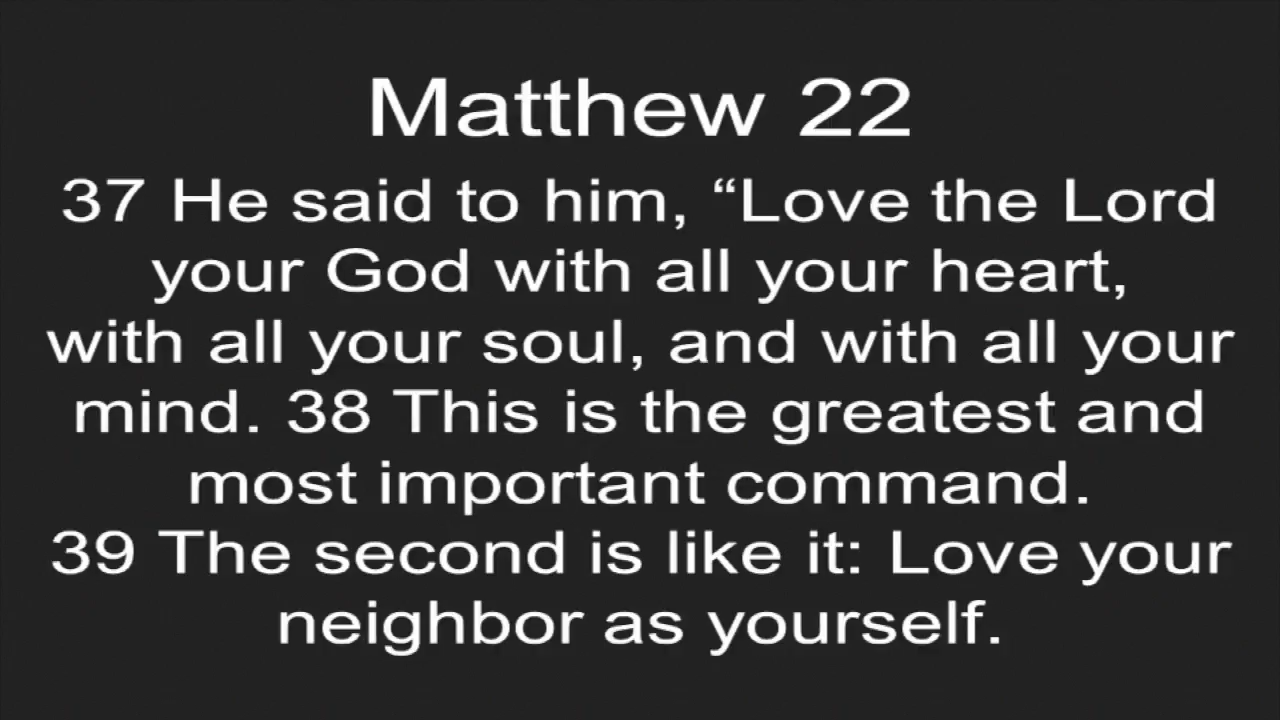 Matthew 22
37 He said to him, “Love the Lord
your God with all your heart,
with all your soul, and with all your
mind. 38 This is the greatest and
most important command.
39 The second is like it: Love your
neighbor as yourself.